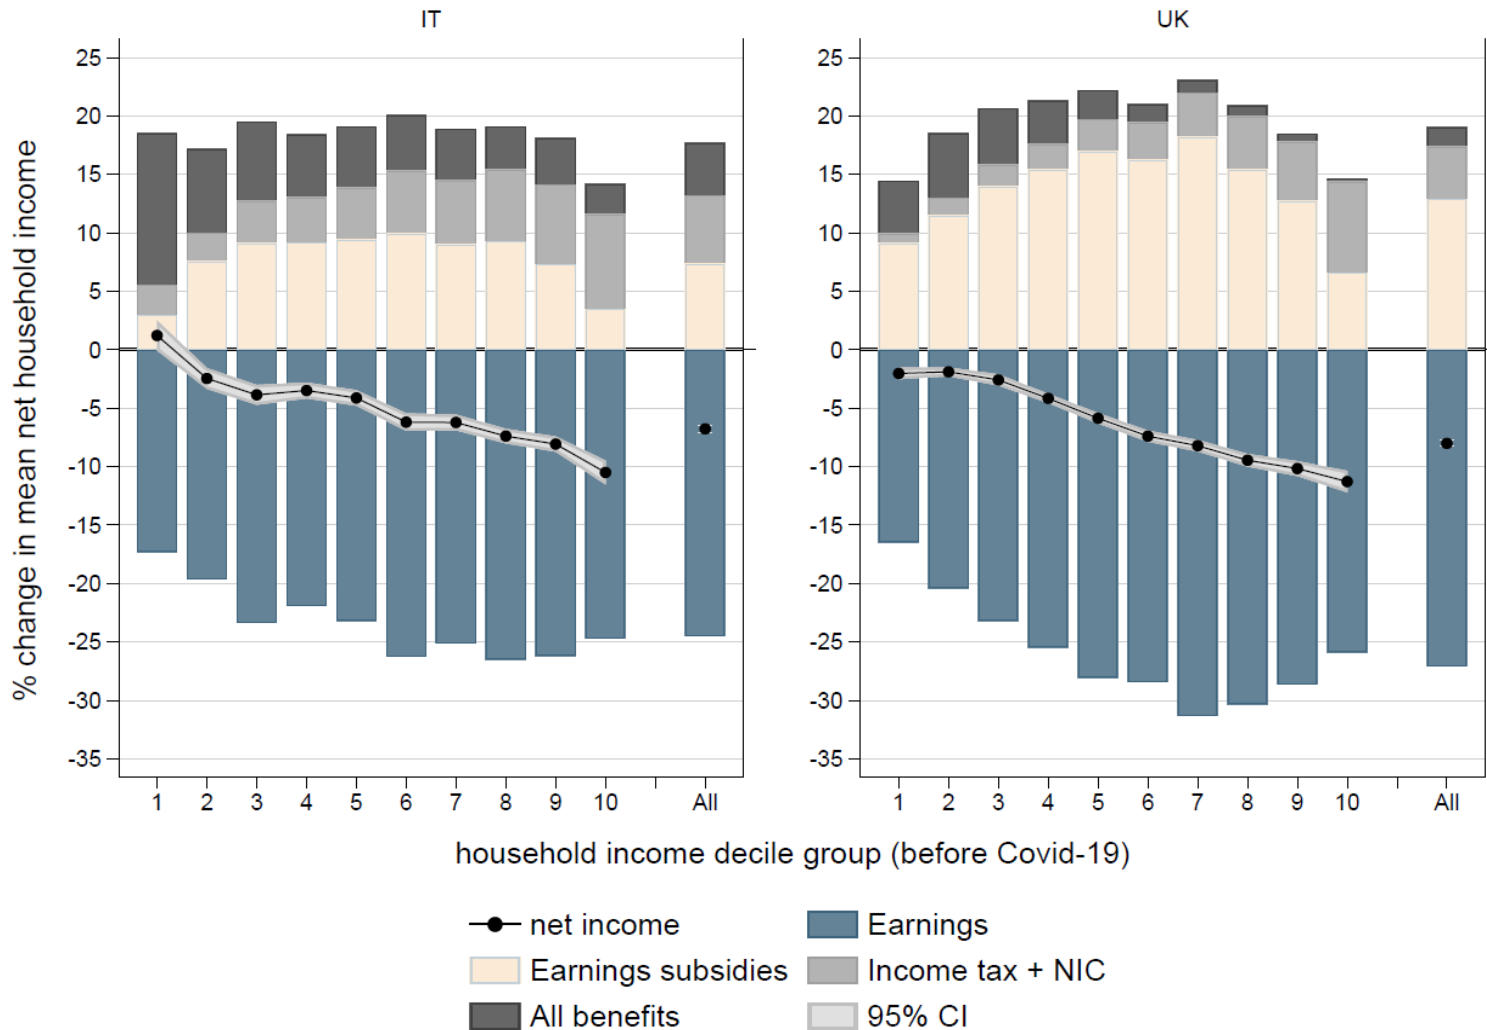 IT
UK
% change in mean net household income
25
20
15
10
5
0
-5
-10
-15
-20
-25
-30
-35
1 2 3 4 5 6 7 8 9 10 All
25
20
15
10
5
0
-5
-10
-15
-20
-25
-30
-35
1 2 3 4 5 6 7 8 9 10 All
household income decile group (before Covid-19)
net income
Earnings
Earnings subsidies
Income tax + NIC
All benefits
95% CI